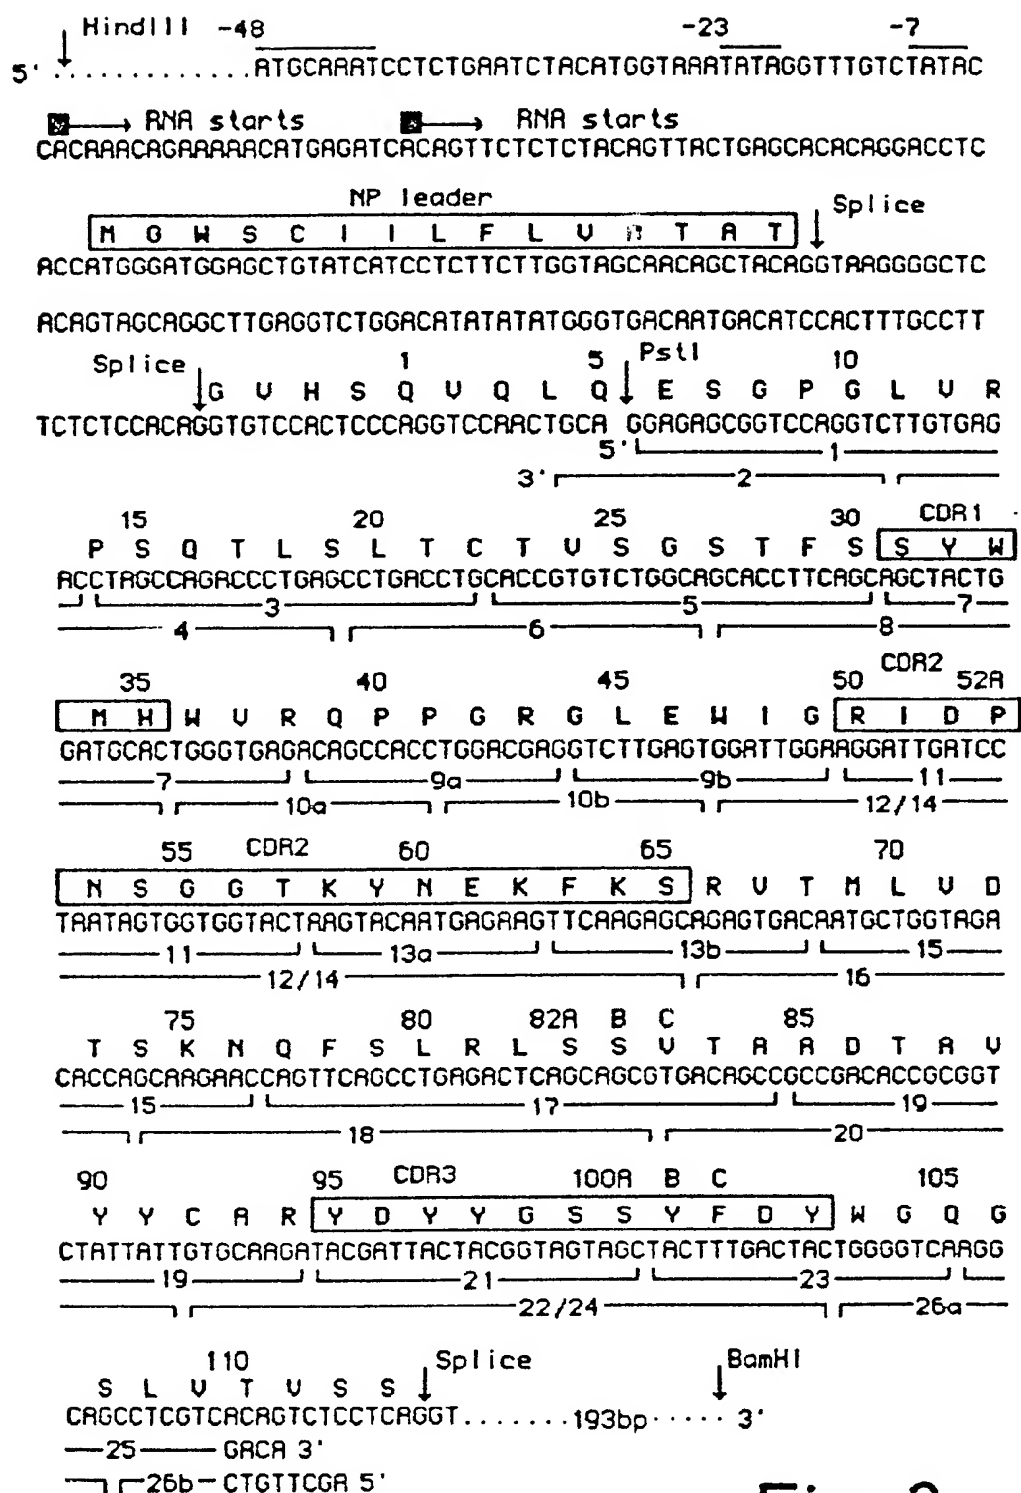 HindIII -48 -23 -7
5' .............ATGCAAATCCTCTGAATCTACATGGTAAATATAGGTTTGTCTATAC
RNA starts RNA starts
CACAAACAGAAAAACATGAGATCACAGTTCTCTCTACAGTTACTGAGCACACAGGACCTC
NP leader Splice
M G W S C I I L F L V A T A T
ACCATGGGATGGAGCTGTATCATCCTCTTCTTGGTAGCAACAGCTACAGGTAAGGGGCTC
ACAGTAGCAGGCTTGAGGTCTGGACATATATATGGGTGACAATGACATCCACTTTGCCTT
Splice 1 5 PstI 10
G V H S Q V Q L Q E S G P G L V R
TCTCTCCACAGGTGTCCACTCCCAGGTCCAACTGCA GGAGAGCGGTCCAGGTCTTGTGAG
5' 1
3' 2
15 20 25 30 CDR1
P S Q T L S L T C T V S G S T F S S Y W
ACCTAGCCAGACCCTGAGCCTGACCTGCACCGTGTCTGGCAGCACCTTCAGCAGCTACTG
3 5 7
4 6 8
35 40 45 50 CDR2 52A
M H W V R Q P P G R G L E W I G R I D P
GATGCACTGGGTGAGACAGCCACCTGGACGAGGTCTTGAGTGGATTGGAAGGATTGATCC
7 9a 9b 11
10a 10b 12/14
55 CDR2 60 65 70
N S G G T K Y N E K F K S R V T M L V D
TAATAGTGGTGGTACTAAGTACAATGAGAAGTTCAAGAGCAGAGTGACAATGCTGGTAGA
11 13a 13b 15
12/14 16
75 80 82A B C 85
T S K N Q F S L R L S S V T A A D T A V
CACCAGCAAGAACCAGTTCAGCCTGAGACTCAGCAGCGTGACAGCCGCCGACACCGCGGT
15 17 19
18 20
90 95 CDR3 100A B C 105
Y Y C A R Y D Y Y G S S Y F D Y W G Q G
CTATTATTGTGCAAGATACGATTACTACGGTAGTAGCTACTTTGACTACTGGGGTCAAGG
19 21 23
22/24 26a
110 Splice BamHI
S L V T V S S
CAGCCTCGTCACAGTCTCCTCAGGT.......193bp...... 3'
25 GACA 3'
26b CTGTTCGA 5'